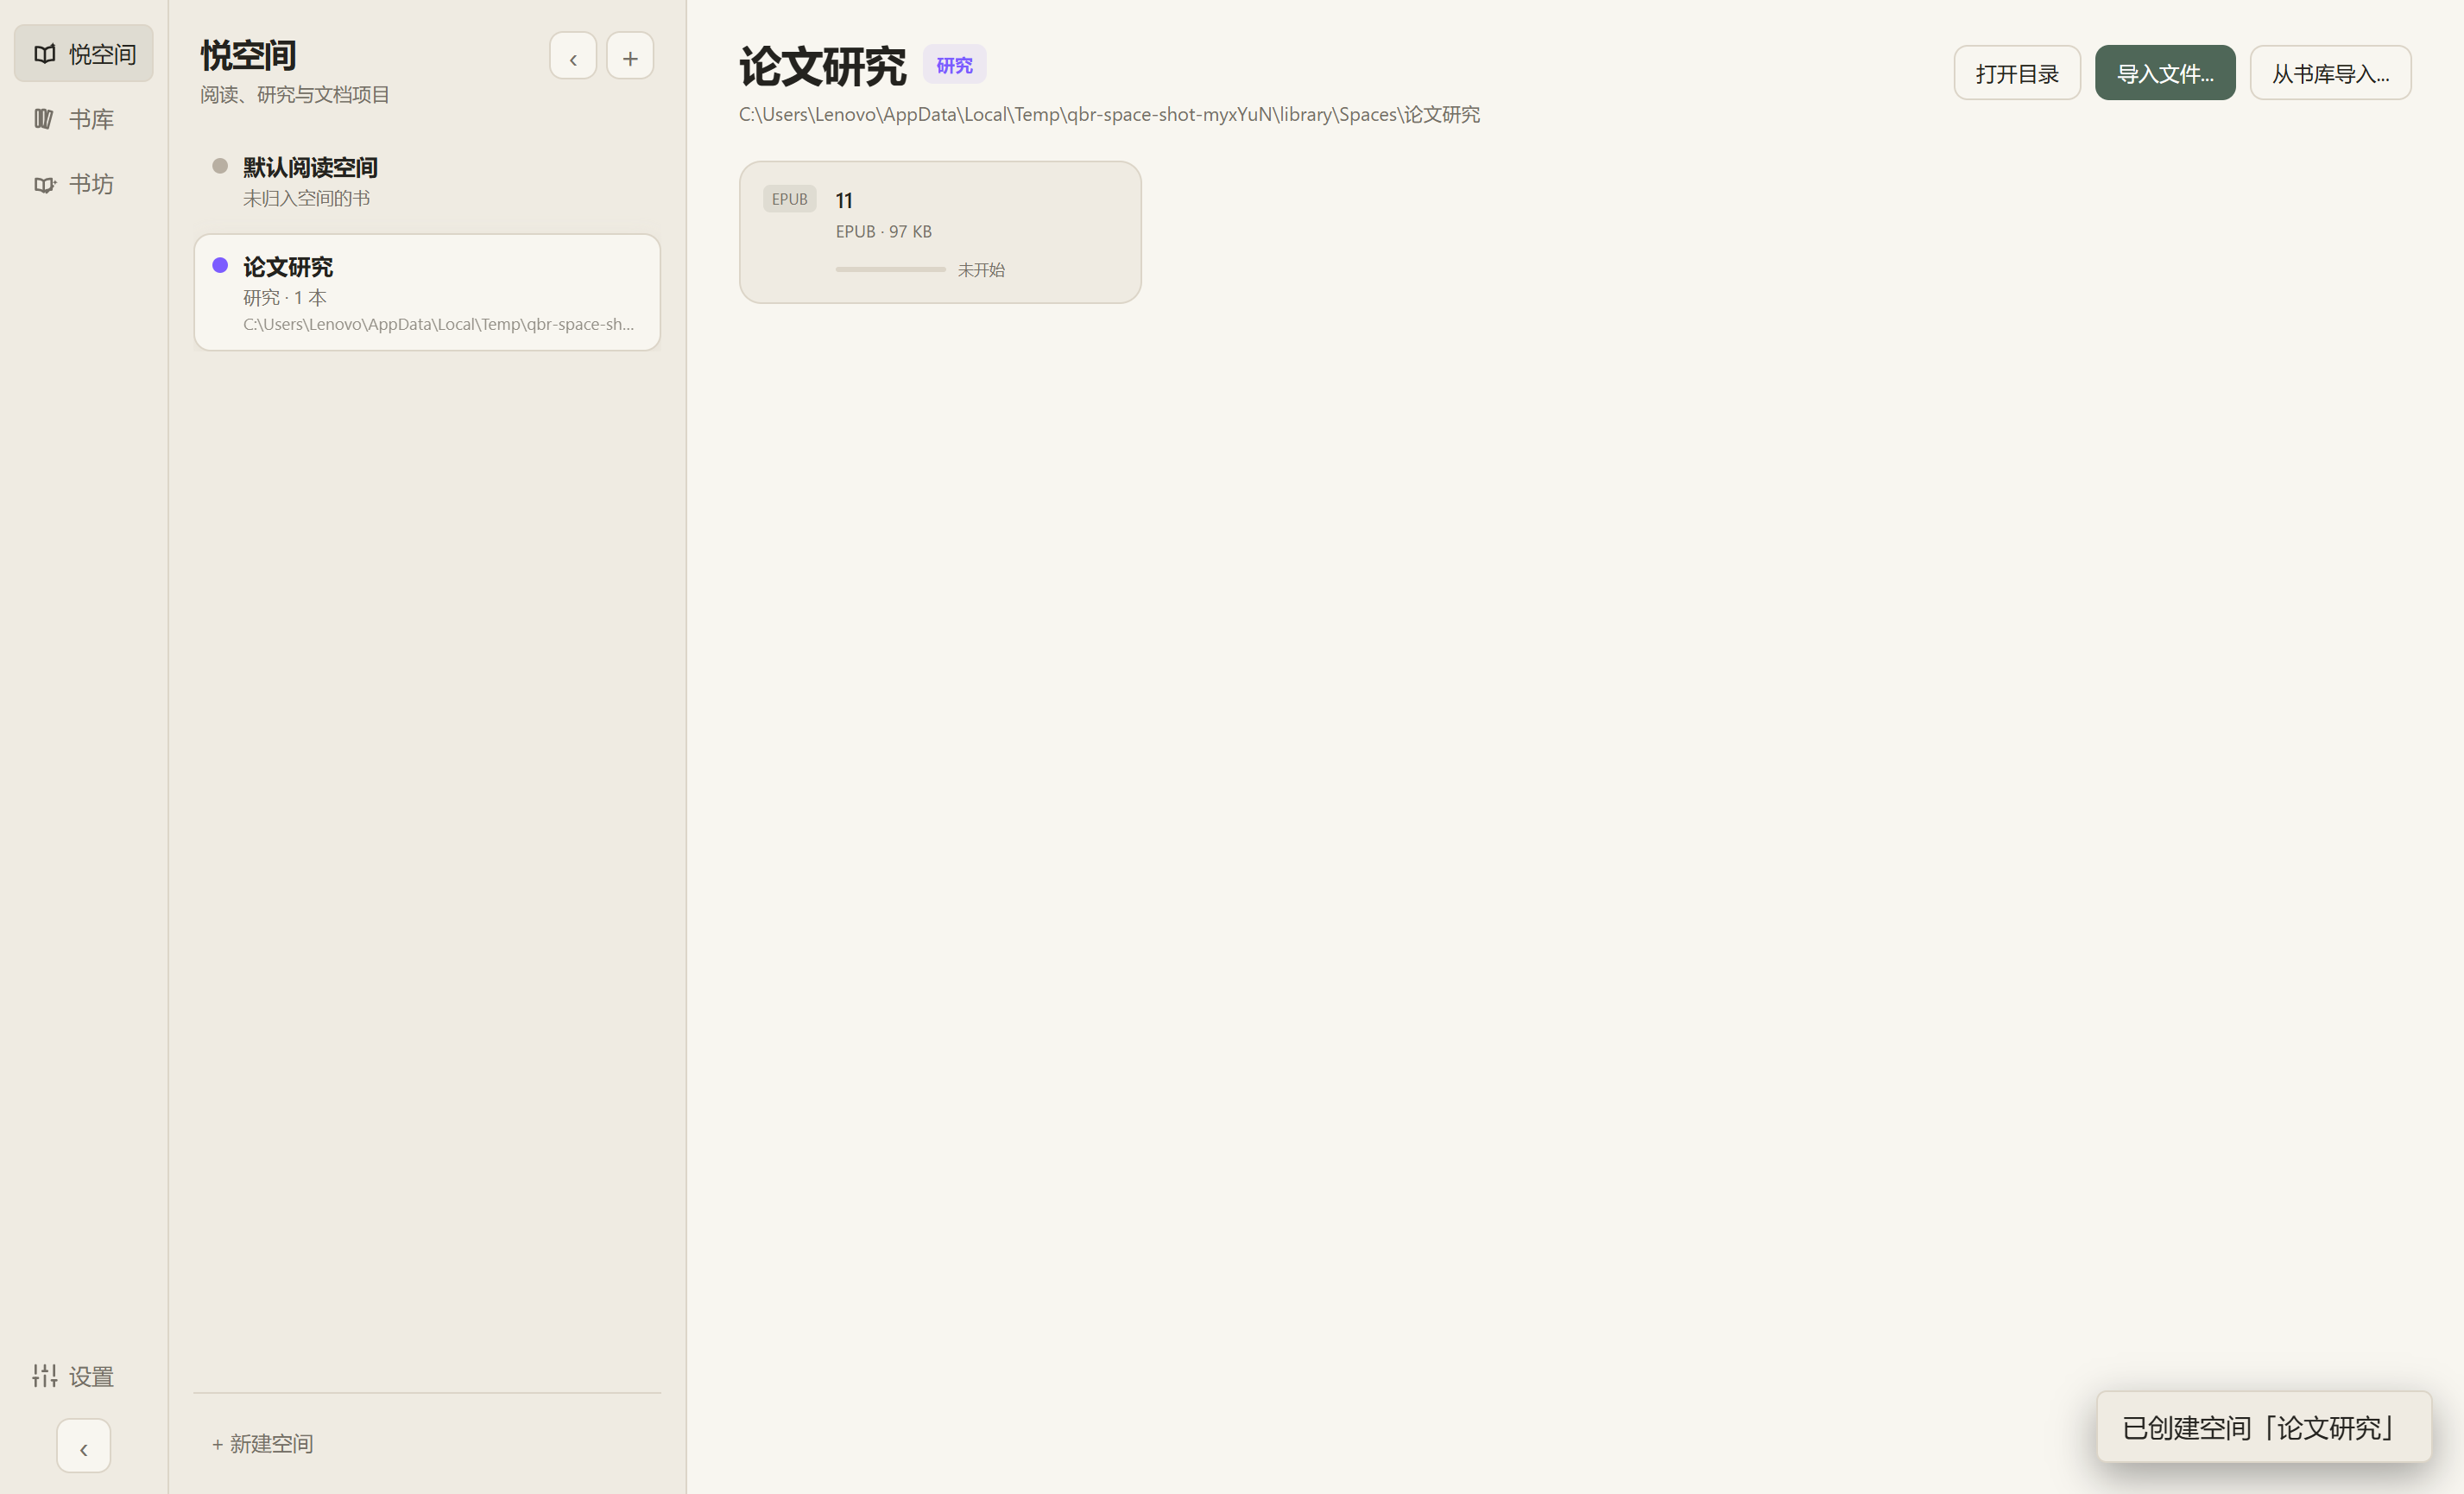 悦空间
书库
书坊
设置
‹
悦空间
阅读、研究与文档项目
‹
+
默认阅读空间
未归入空间的书
论文研究
研究 · 1 本
C:\Users\Lenovo\AppData\Local\Temp\qbr-space-sh...
+ 新建空间
论文研究 研究
C:\Users\Lenovo\AppData\Local\Temp\qbr-space-shot-myxYuN\library\Spaces\论文研究
打开目录
导入文件...
从书库导入...
EPUB
11
EPUB · 97 KB
未开始
已创建空间「论文研究」